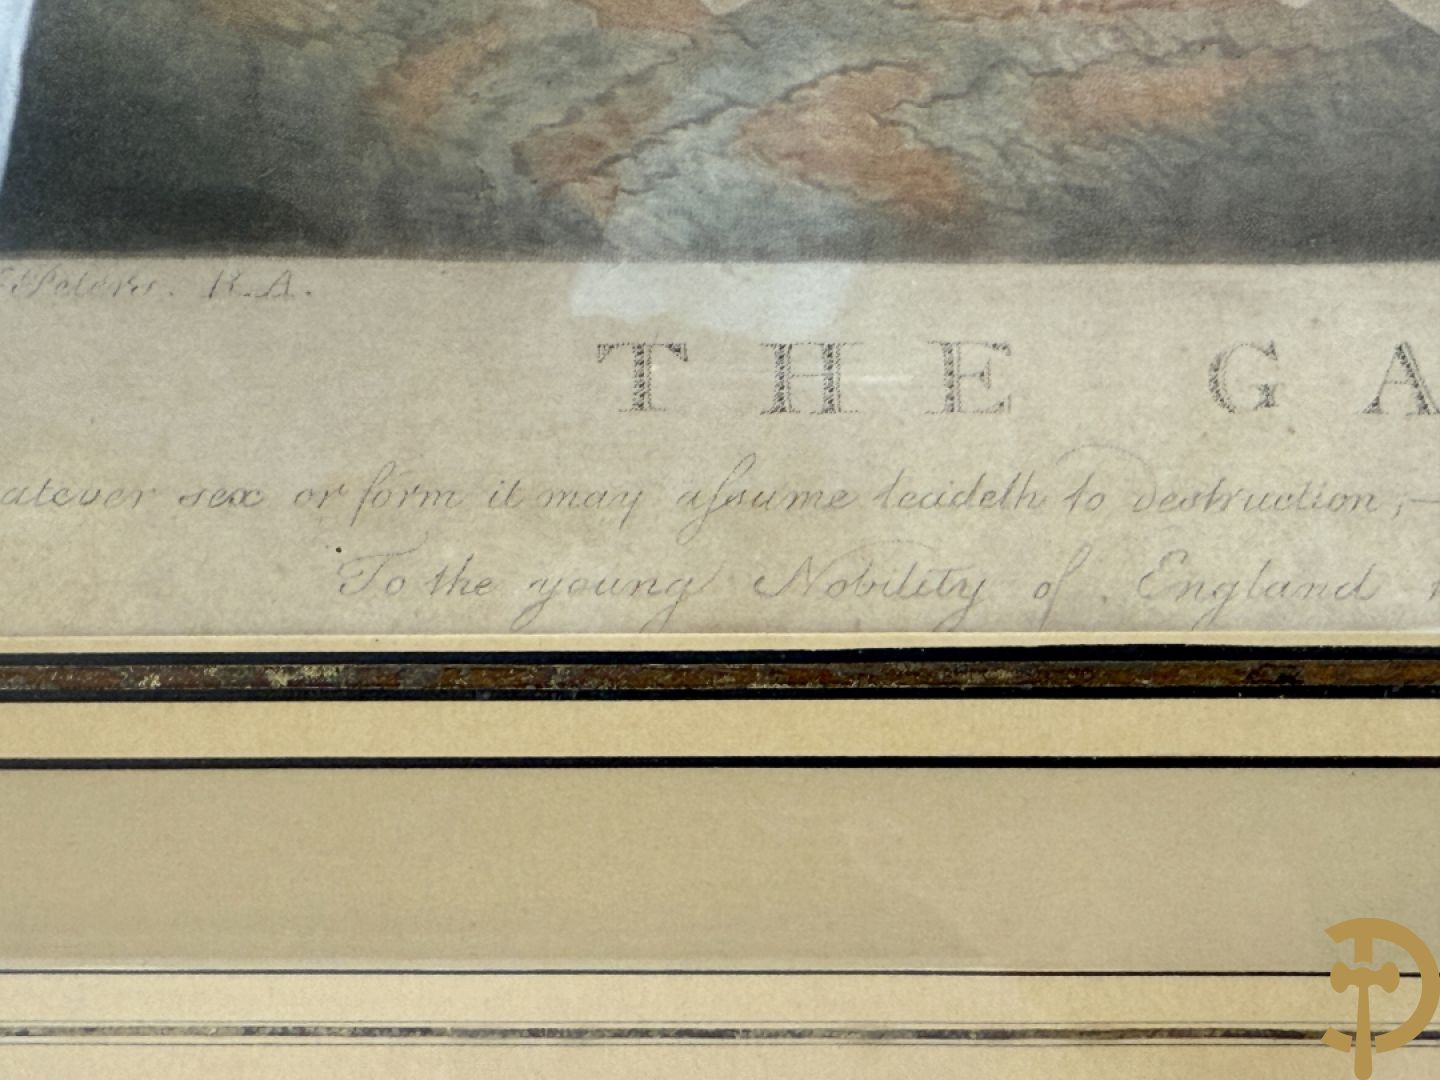 Peters. R.A.
THE GA
atever sex or form it may aſsume leadeth to destruction;—
To the young Nobility of England